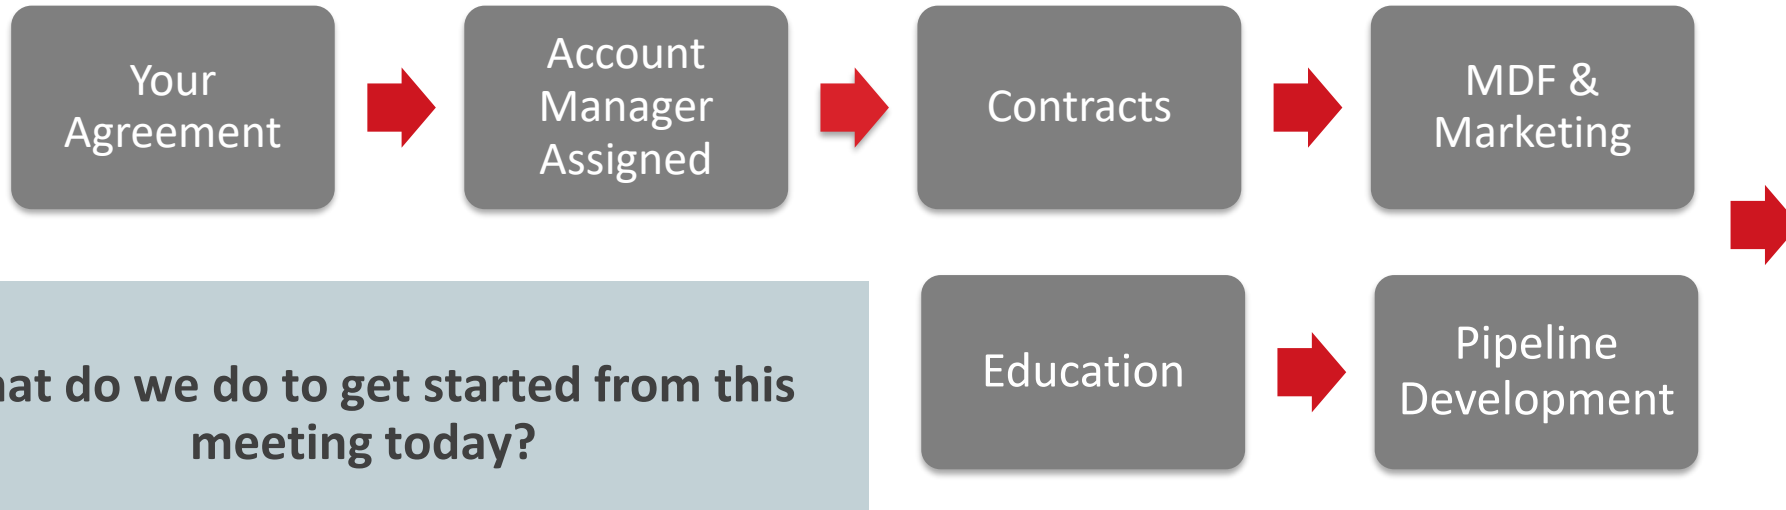 Your
Agreement
Account
Manager
Assigned
Contracts
MDF &
Marketing
Education
Pipeline
Development
do we do to get started from this
meeting today?